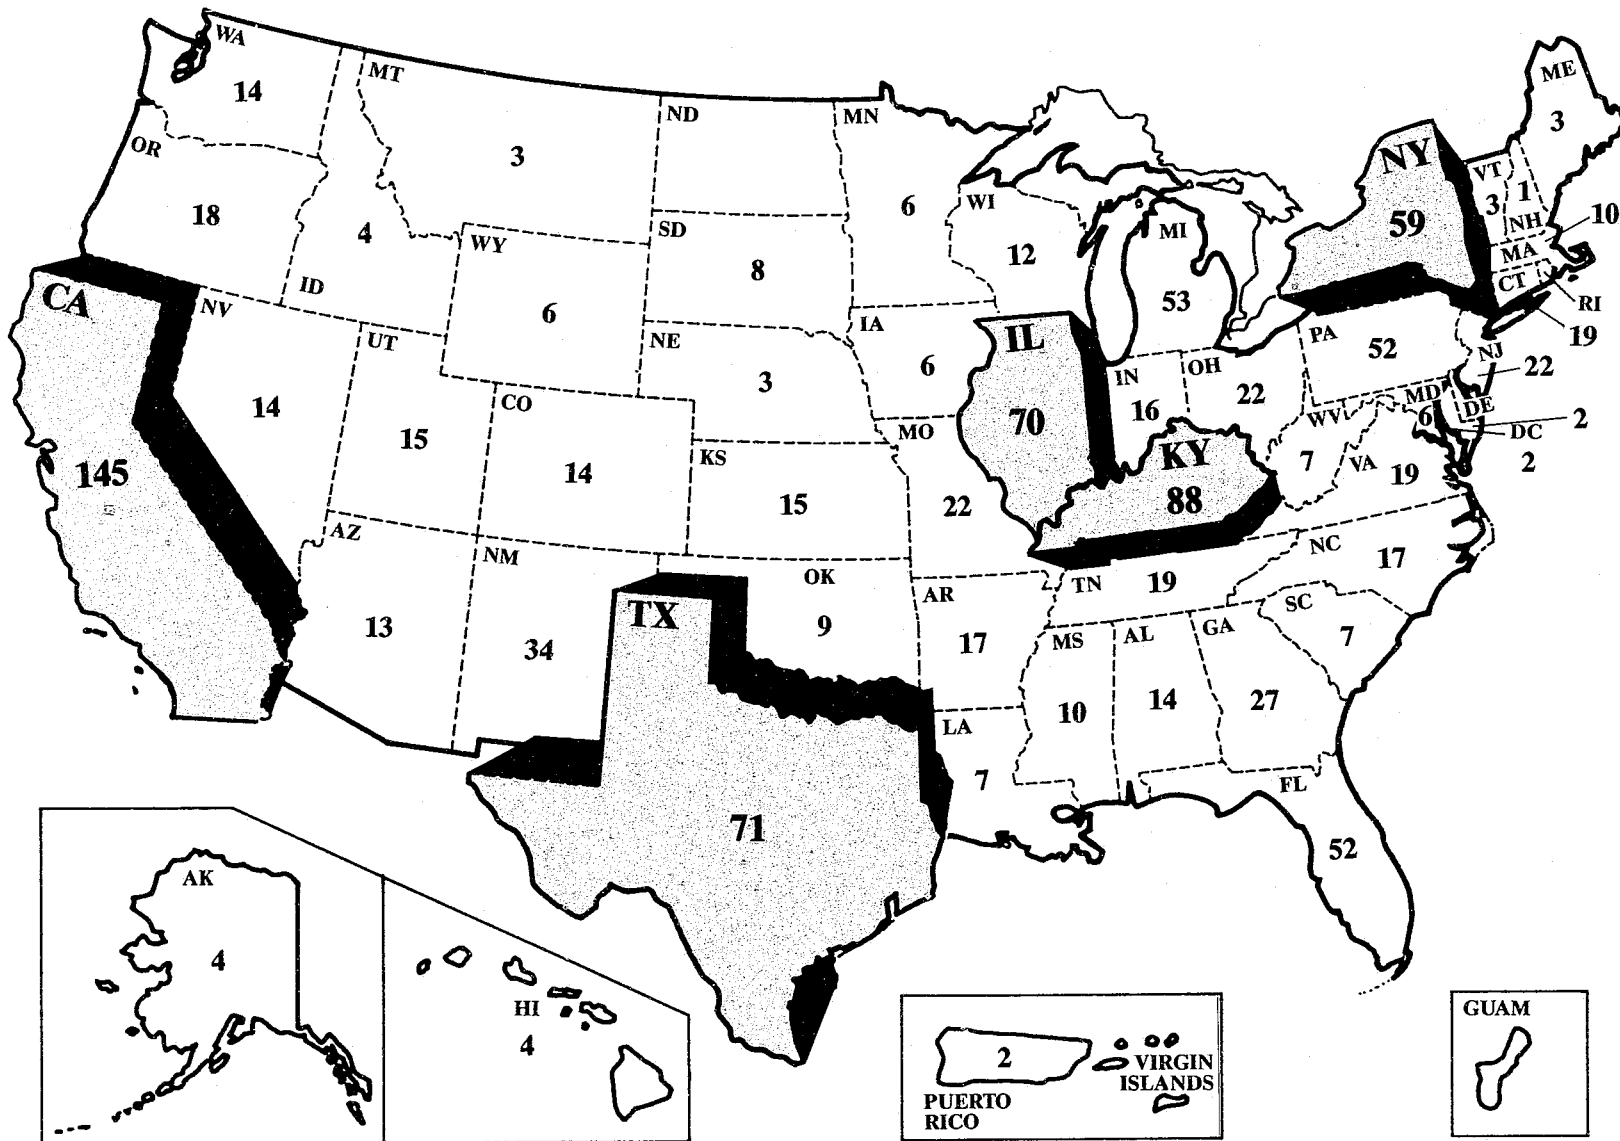 WA
14
MT
3
ND
MN
6
ME
3
OR
18
4
ID
WY
6
SD
8
WI
12
MI
53
NY
59
VT
3
1
NH
10
MA
CT
RI
19
CA
145
NV
14
UT
15
CO
14
NE
3
IA
6
IL
70
IN
16
OH
22
PA
52
NJ
22
MD
6
DE
2
DC
2
WV
7
VA
19
KY
88
KS
15
MO
22
AZ
13
NM
34
OK
9
TX
71
AR
17
TN
19
NC
17
SC
7
MS
10
AL
14
GA
27
LA
7
FL
52
AK
4
HI
4
2
PUERTO
RICO
VIRGIN
ISLANDS
GUAM